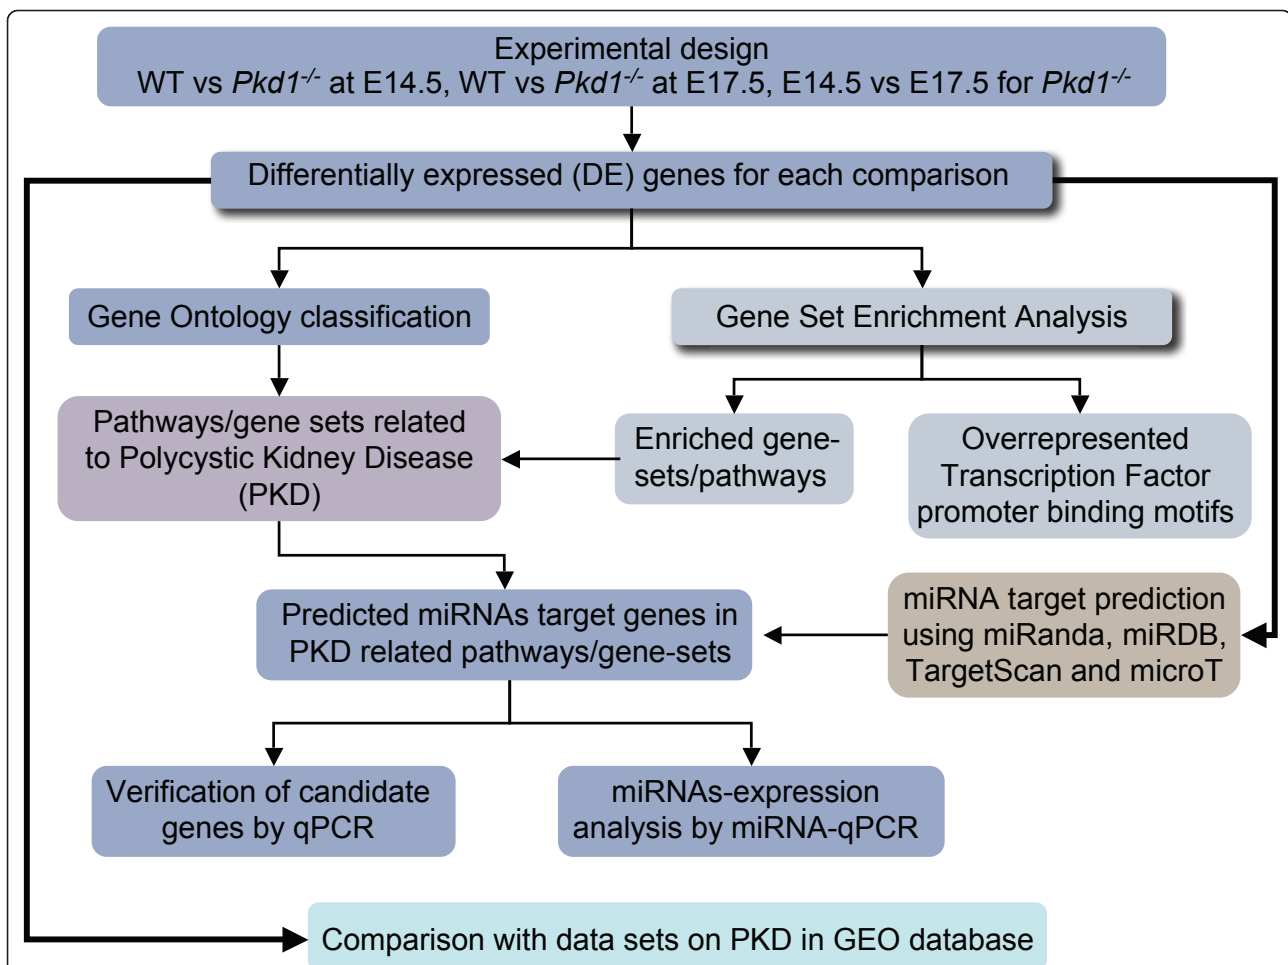 Experimental design
WT vs Pkd1-/- at E14.5, WT vs Pkd1-/- at E17.5, E14.5 vs E17.5 for Pkd1-/-
Differentially expressed (DE) genes for each comparison
Gene Ontology classification
Gene Set Enrichment Analysis
Pathways/gene sets related
to Polycystic Kidney Disease
(PKD)
Enriched gene-
sets/pathways
Overrepresented
Transcription Factor
promoter binding motifs
Predicted miRNAs target genes in
PKD related pathways/gene-sets
miRNA target prediction
using miRanda, miRDB,
TargetScan and microT
Verification of candidate
genes by qPCR
miRNAs-expression
analysis by miRNA-qPCR
Comparison with data sets on PKD in GEO database